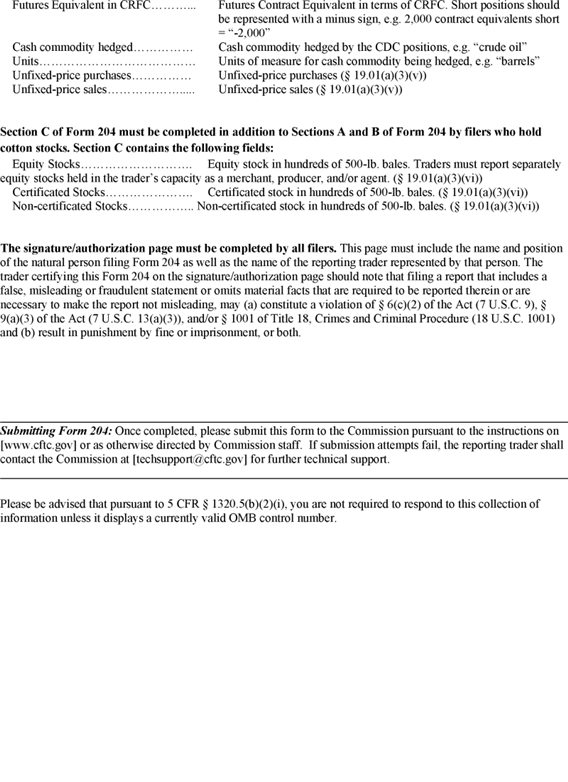 Futures Equivalent in CRFC………... Futures Contract Equivalent in terms of CRFC. Short positions should
be represented with a minus sign, e.g. 2,000 contract equivalents short
= “-2,000”
Cash commodity hedged…………… Cash commodity hedged by the CDC positions, e.g. “crude oil”
Units………………………………… Units of measure for cash commodity being hedged, e.g. “barrels”
Unfixed-price purchases…………… Unfixed-price purchases (§ 19.01(a)(3)(v))
Unfixed-price sales………………..... Unfixed-price sales (§ 19.01(a)(3)(v))
Section C of Form 204 must be completed in addition to Sections A and B of Form 204 by filers who hold
cotton stocks. Section C contains the following fields:
Equity Stocks………………………. Equity stock in hundreds of 500-lb. bales. Traders must report separately
equity stocks held in the trader’s capacity as a merchant, producer, and/or agent. (§ 19.01(a)(3)(vi))
Certificated Stocks…………………. Certificated stock in hundreds of 500-lb. bales. (§ 19.01(a)(3)(vi))
Non-certificated Stocks…………….. Non-certificated stock in hundreds of 500-lb. bales. (§ 19.01(a)(3)(vi))
The signature/authorization page must be completed by all filers. This page must include the name and position
of the natural person filing Form 204 as well as the name of the reporting trader represented by that person. The
trader certifying this Form 204 on the signature/authorization page should note that filing a report that includes a
false, misleading or fraudulent statement or omits material facts that are required to be reported therein or are
necessary to make the report not misleading, may (a) constitute a violation of § 6(c)(2) of the Act (7 U.S.C. 9), §
9(a)(3) of the Act (7 U.S.C. 13(a)(3)), and/or § 1001 of Title 18, Crimes and Criminal Procedure (18 U.S.C. 1001)
and (b) result in punishment by fine or imprisonment, or both.
Submitting Form 204: Once completed, please submit this form to the Commission pursuant to the instructions on
[www.cftc.gov] or as otherwise directed by Commission staff.  If submission attempts fail, the reporting trader shall
contact the Commission at [techsupport@cftc.gov] for further technical support.
Please be advised that pursuant to 5 CFR § 1320.5(b)(2)(i), you are not required to respond to this collection of
information unless it displays a currently valid OMB control number.